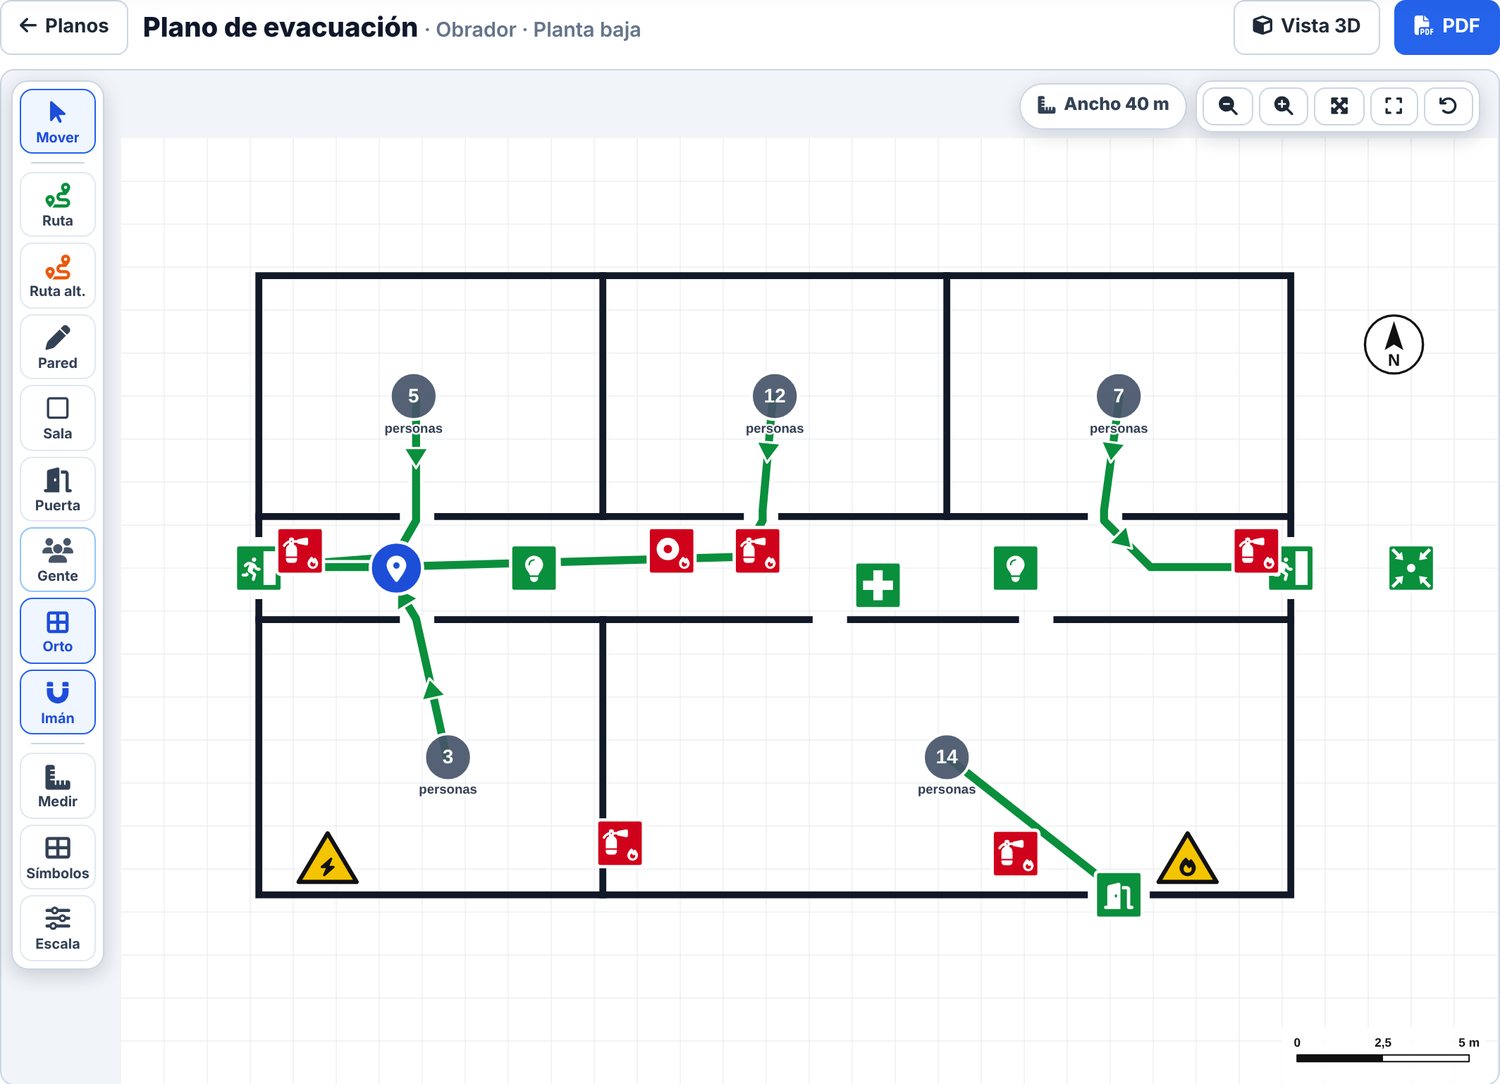 Planos
Plano de evacuación · Obrador · Planta baja
Vista 3D
PDF
PDF
Ancho 40 m
Mover
Ruta
Ruta alt.
Pared
Sala
Puerta
Gente
Orto
Imán
Medir
Símbolos
Escala
N
5
personas
12
personas
7
personas
3
personas
14
personas
0 2,5 5 m